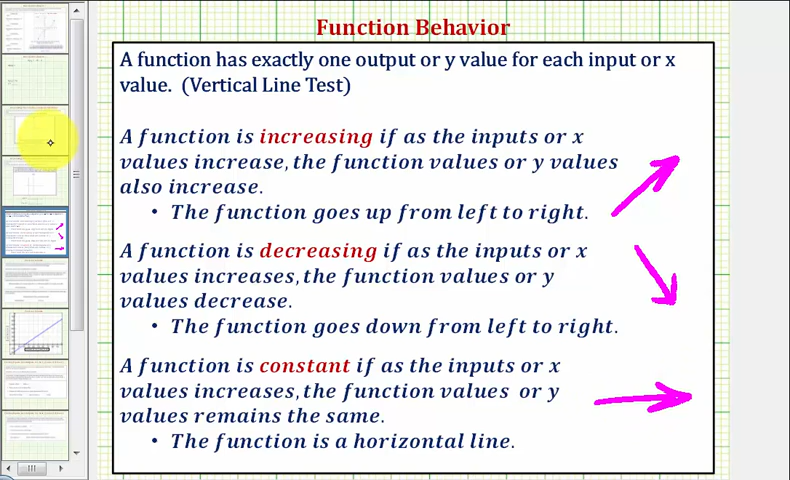 Function Behavior
A function has exactly one output or y value for each input or x
value. (Vertical Line Test)
A function is increasing if as the inputs or x
values increase, the function values or y values
also increase.
• The function goes up from left to right.
A function is decreasing if as the inputs or x
values increases, the function values or y
values decrease.
• The function goes down from left to right.
A function is constant if as the inputs or x
values increases, the function values or y
values remains the same.
• The function is a horizontal line.